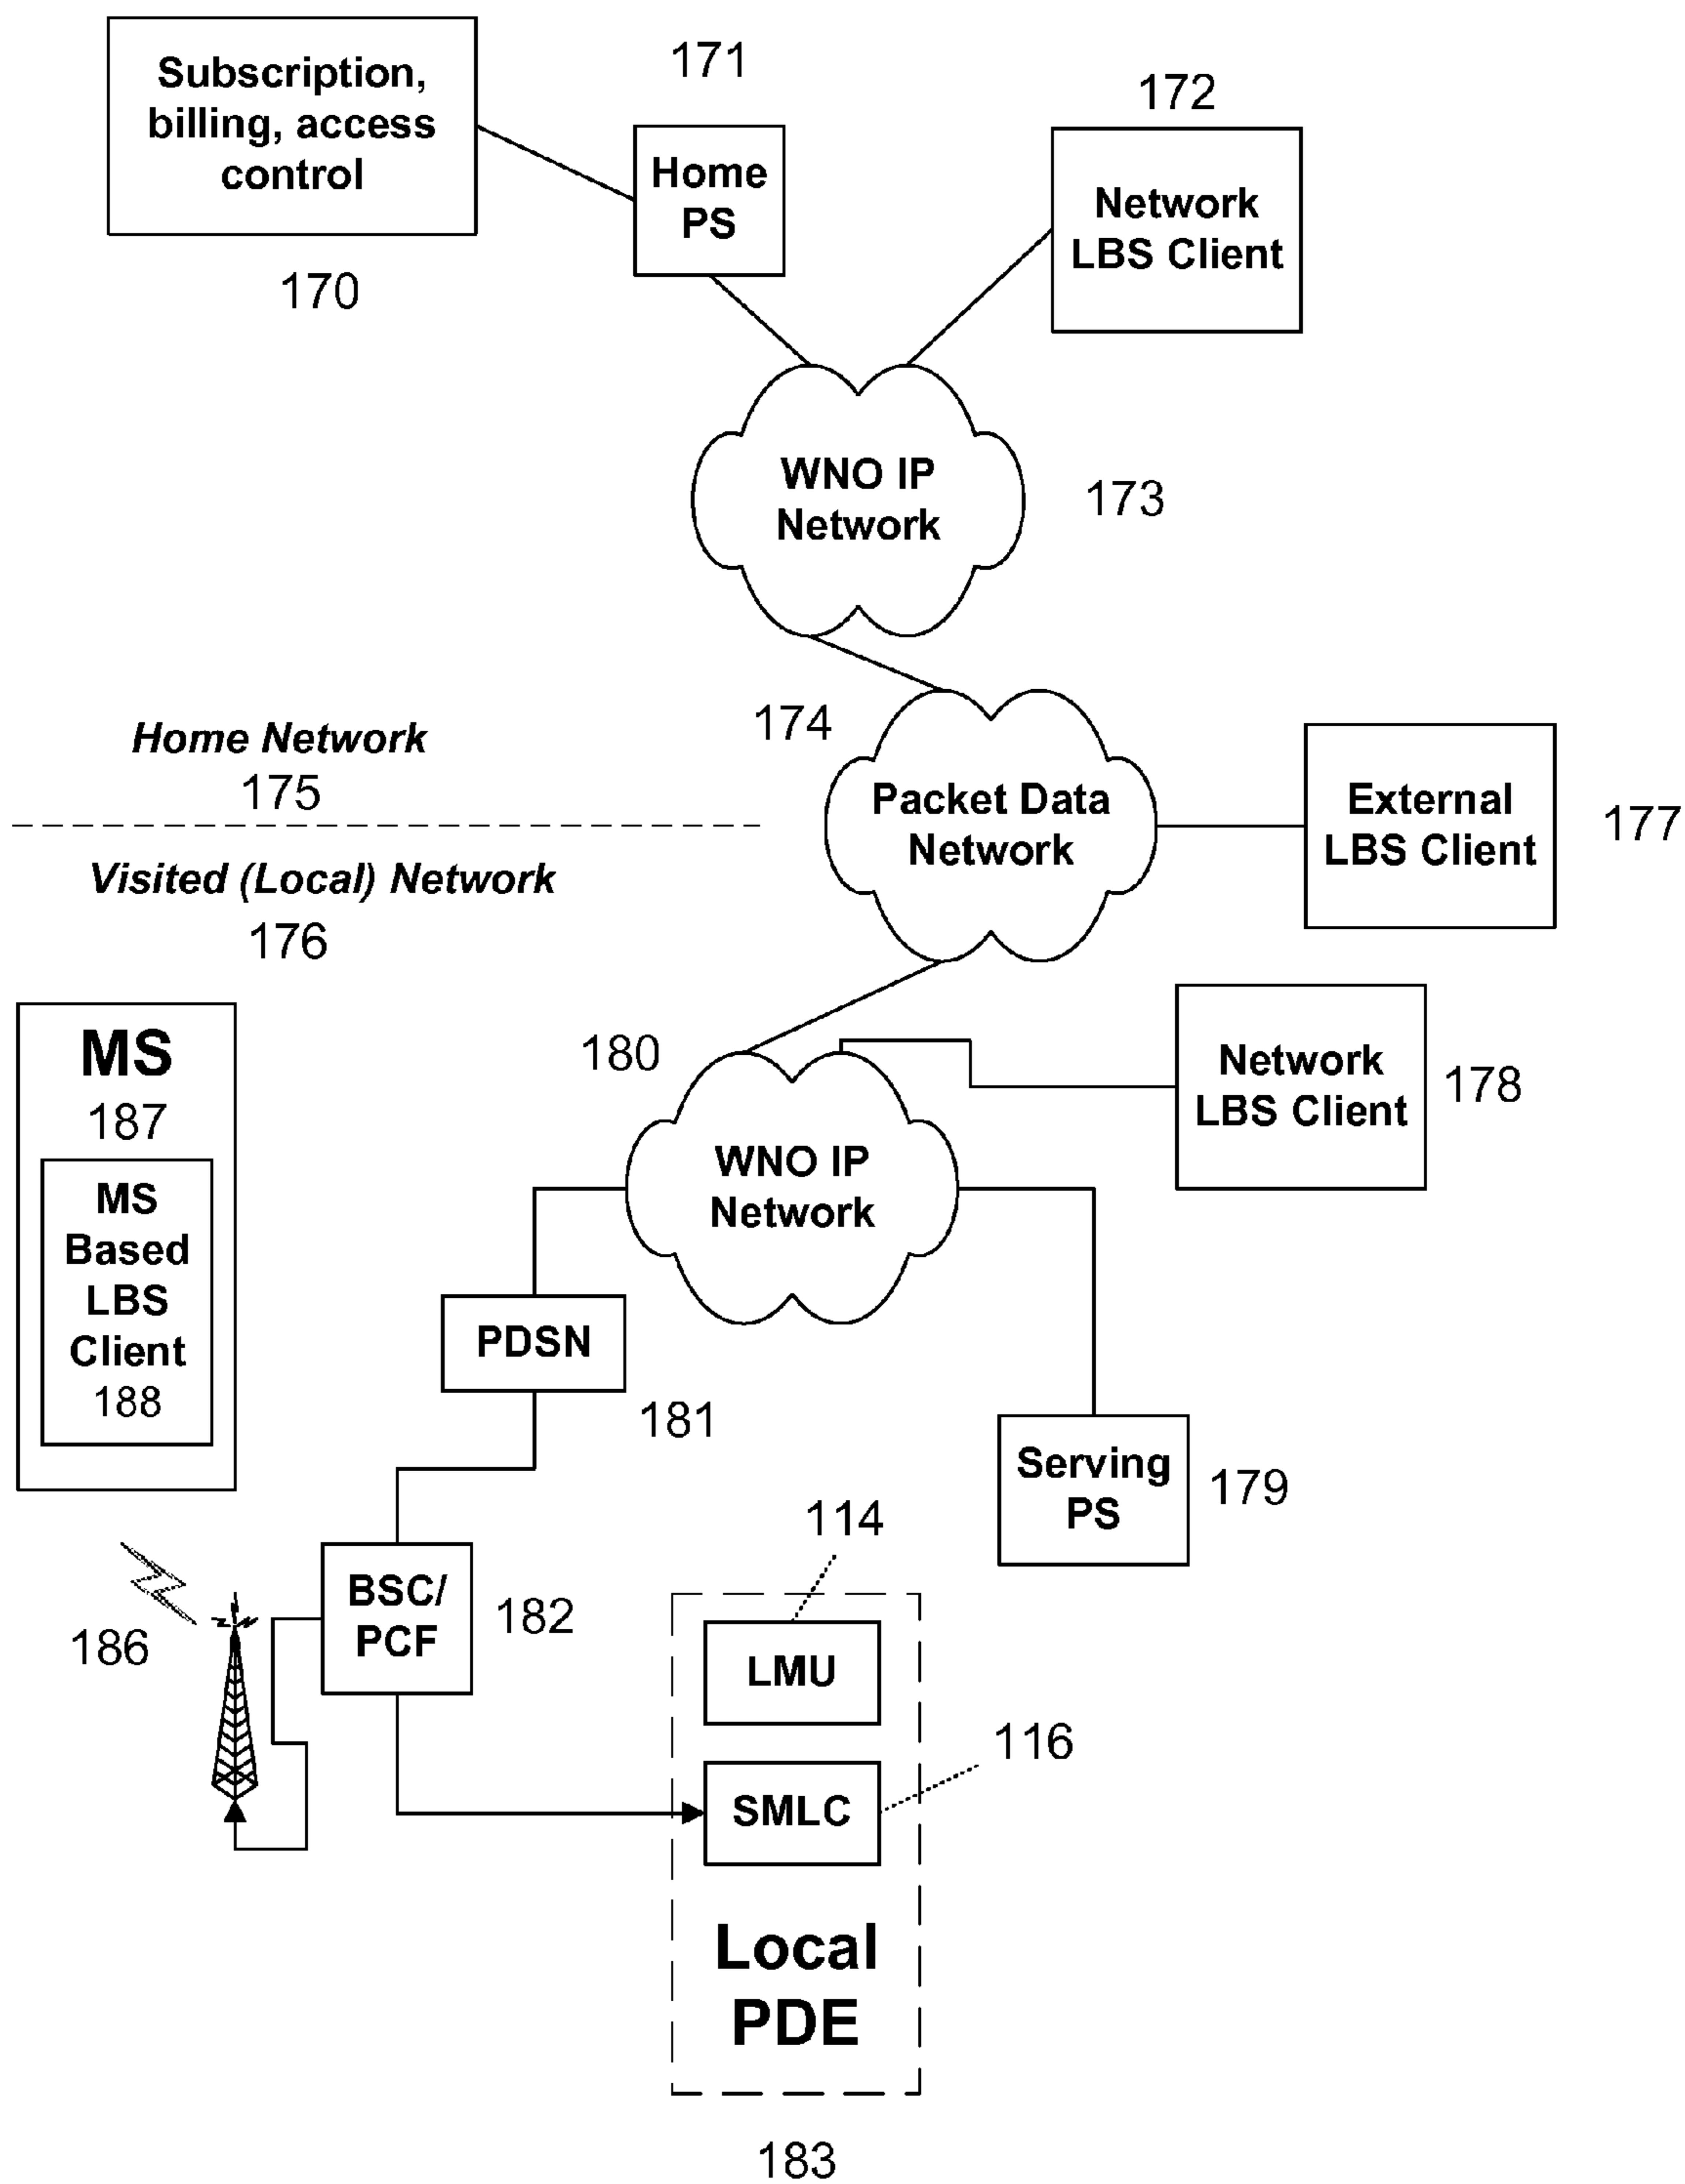 Subscription,
billing, access
control
170
171
Home
PS
172
Network
LBS Client
WNO IP
Network
173
174
Home Network
175
Packet Data
Network
External
LBS Client
177
Visited (Local) Network
176
MS
187
MS
Based
LBS
Client
188
180
Network
LBS Client
178
WNO IP
Network
PDSN
181
Serving
PS
179
114
BSC/
PCF
182
186
LMU
116
SMLC
Local
PDE
183